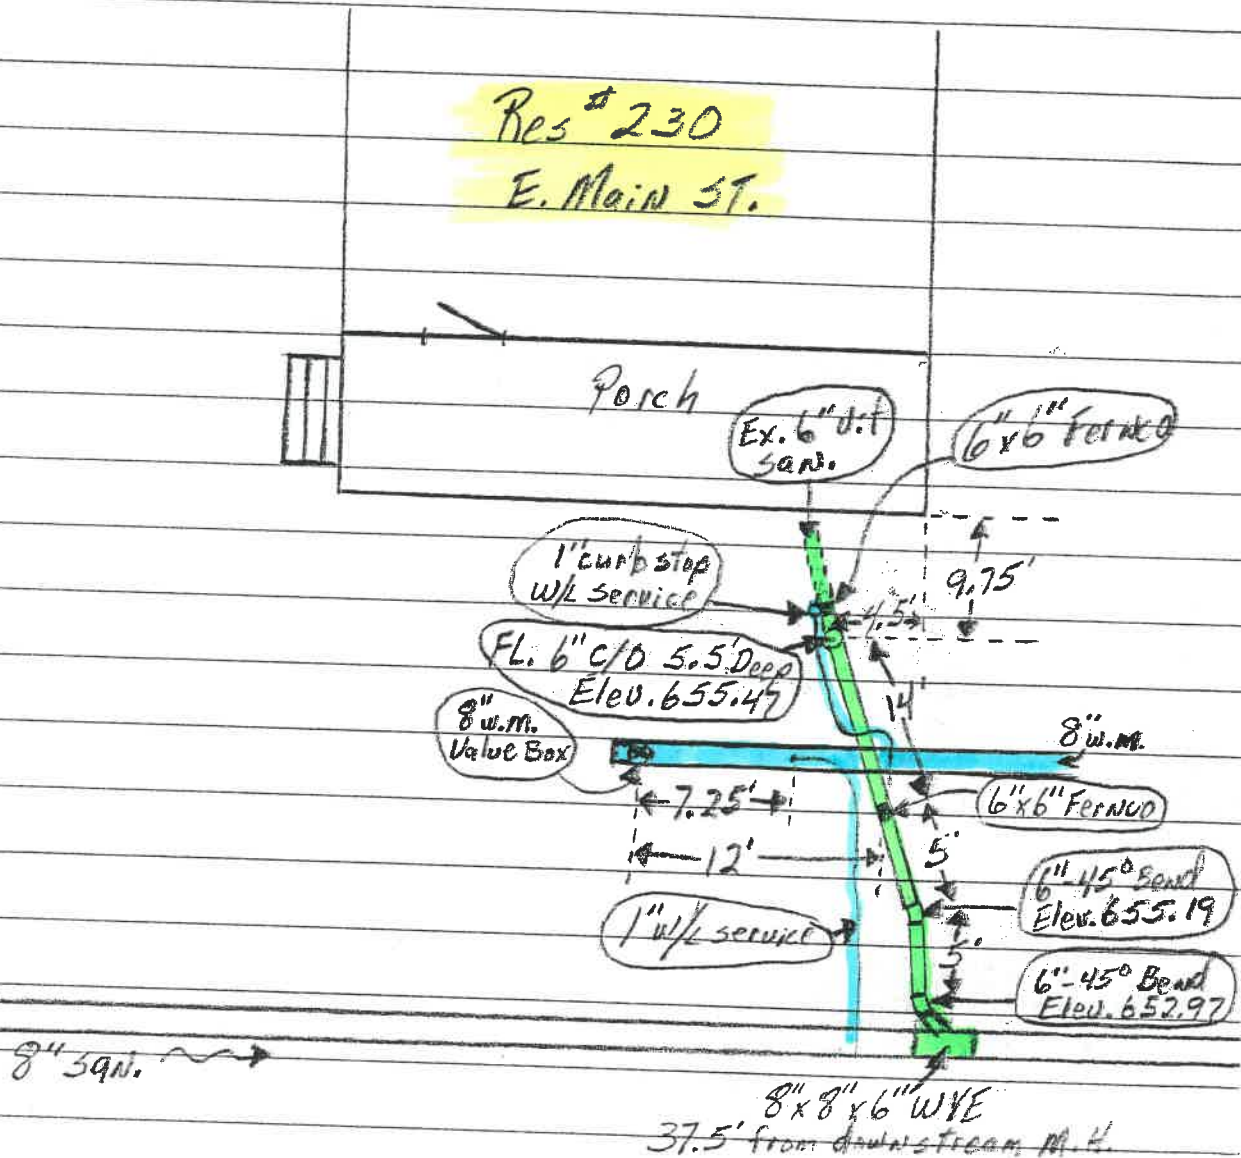 Res #230
E. Main ST.
Porch
Ex. 6" V.t
San.
6"x6" Fernco
1" curb stop
W/L Service
9.75'
4.5'
FL. 6" C/O 5.5' Deep
Elev. 655.47
14'
8" w.m.
Value Box
8" w.m.
7.25'
6"x6" Fernco
12'
5'
6"-45° Bend
Elev. 655.19
1" w/L service
5'
6"-45° Bend
Elev. 652.97
8" San.
8"x8"x6" WYE
37.5' from downstream M.H.